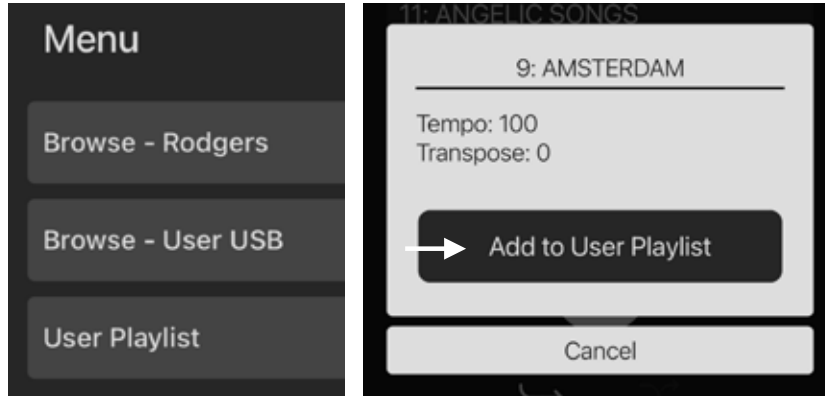 Menu
Browse - Rodgers
Browse - User USB
User Playlist
11: ANGELIC SONGS
9: AMSTERDAM
Tempo: 100
Transpose: 0
Add to User Playlist
Cancel